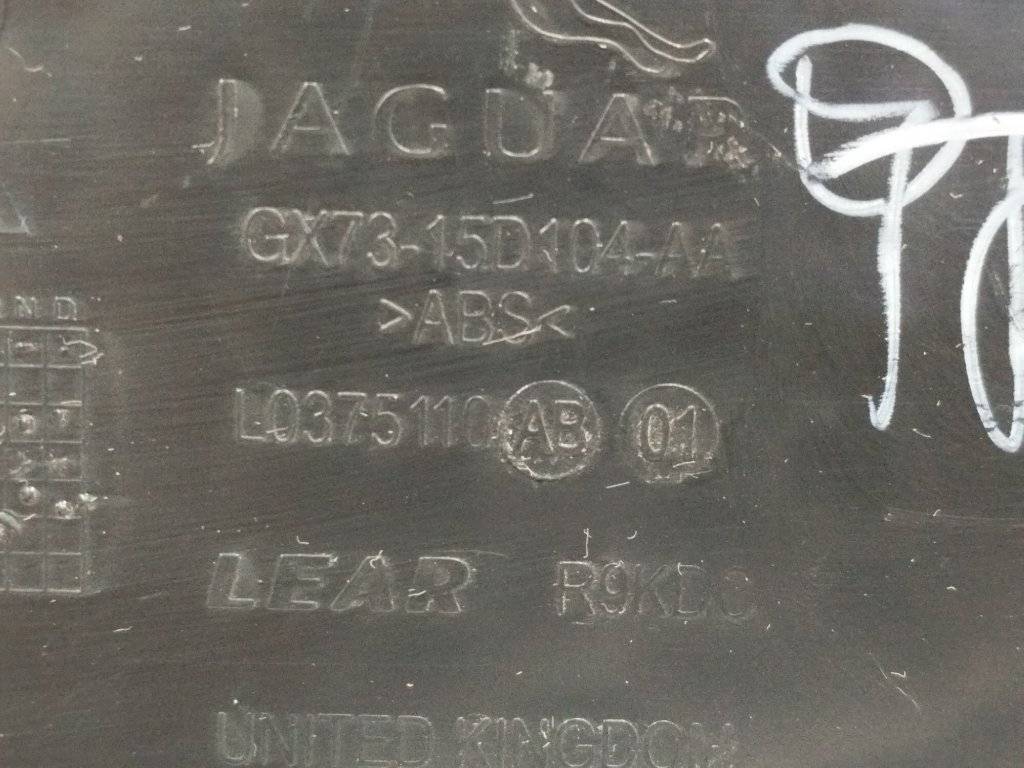 JAGUAR
GX73-15D104-AA
>ABS<
L0375110 AB 01
LEAR R9KDC
UNITED KINGDOM